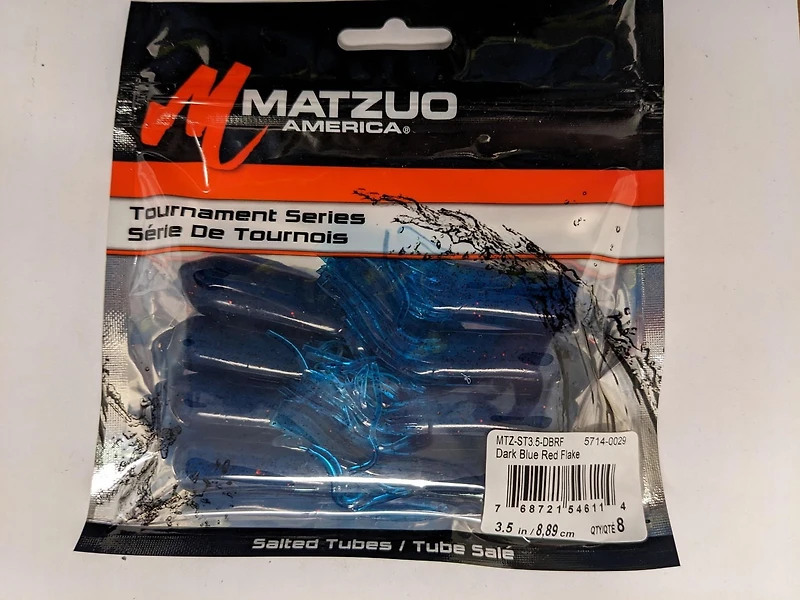 M MATZUO
AMERICA®
Tournament Series
Série De Tournois
MTZ-ST3.5-DBRF 5714-0029
Dark Blue Red Flake
7 68721 54611 4
3.5 in / 8,89 cm QTY/QTÉ 8
Salted Tubes / Tube Salé